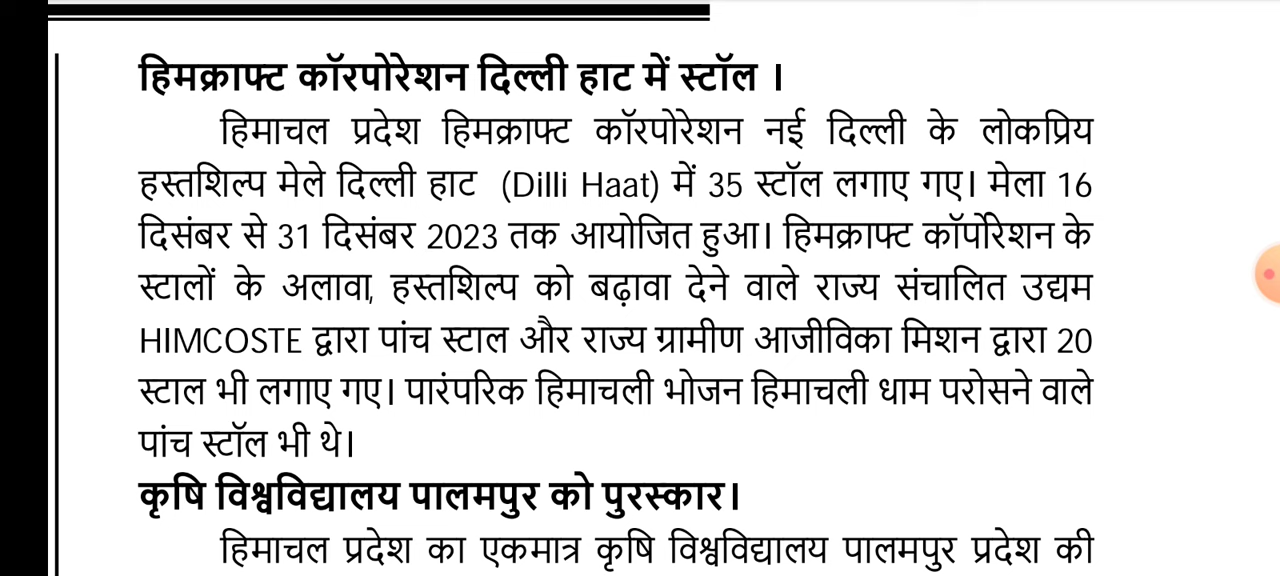 हिमक्राफ्ट कॉरपोरेशन दिल्ली हाट में स्टॉल ।
हिमाचल प्रदेश हिमक्राफ्ट कॉरपोरेशन नई दिल्ली के लोकप्रिय
हस्तशिल्प मेले दिल्ली हाट (Dilli Haat) में 35 स्टॉल लगाए गए। मेला 16
दिसंबर से 31 दिसंबर 2023 तक आयोजित हुआ। हिमक्राफ्ट कॉर्पोरेशन के
स्टालों के अलावा, हस्तशिल्प को बढ़ावा देने वाले राज्य संचालित उद्यम
HIMCOSTE द्वारा पांच स्टाल और राज्य ग्रामीण आजीविका मिशन द्वारा 20
स्टाल भी लगाए गए। पारंपरिक हिमाचली भोजन हिमाचली धाम परोसने वाले
पांच स्टॉल भी थे।
कृषि विश्वविद्यालय पालमपुर को पुरस्कार।
हिमाचल प्रदेश का एकमात्र कृषि विश्वविद्यालय पालमपुर प्रदेश की